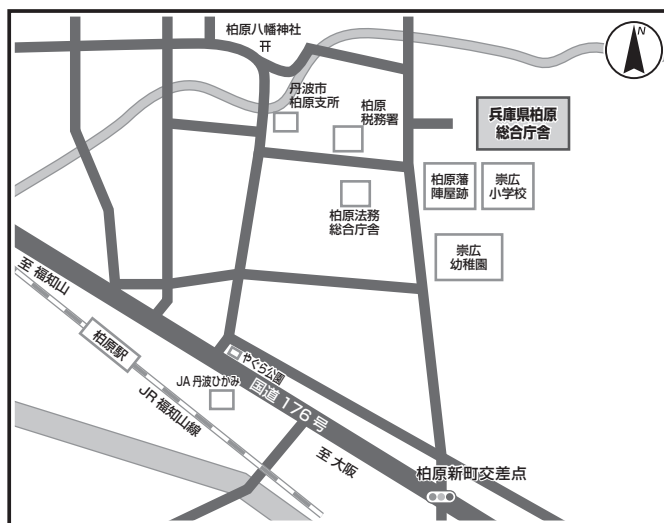 柏原八幡神社
N
丹波市
柏原支所
柏原
税務署
兵庫県柏原
総合庁舎
柏原藩
陣屋跡
崇広
小学校
柏原法務
総合庁舎
崇広
幼稚園
至 福知山
柏原駅
やぐら公園
JA 丹波ひかみ
国道 176 号
JR 福知山線
至 大阪
柏原新町交差点